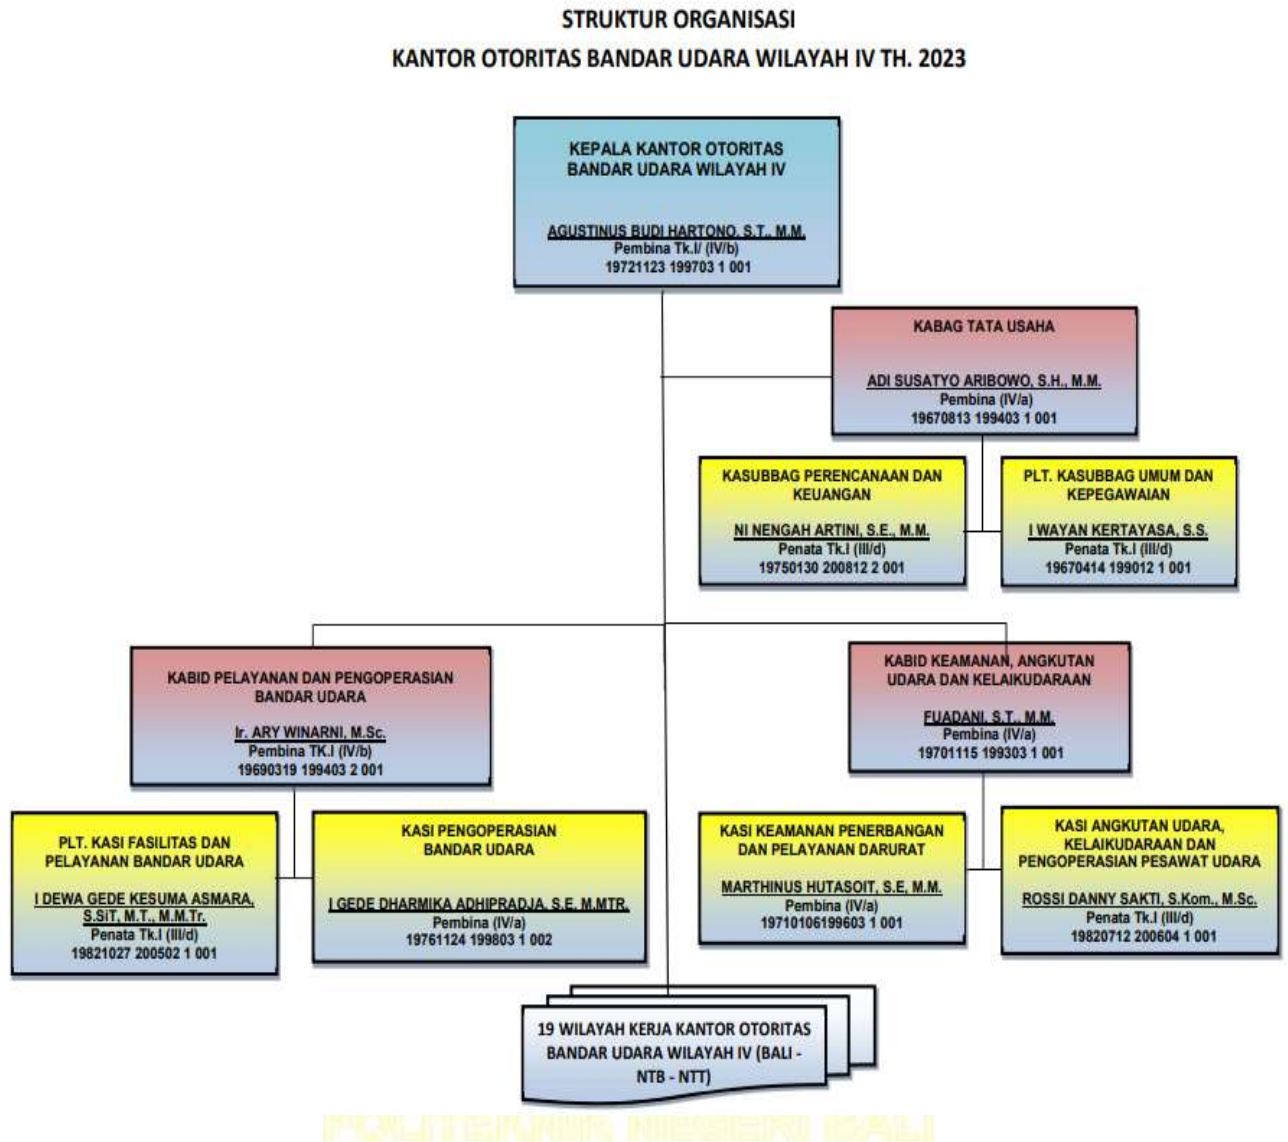 STRUKTUR ORGANISASI
KANTOR OTORITAS BANDAR UDARA WILAYAH IV TH. 2023
KEPALA KANTOR OTORITAS
BANDAR UDARA WILAYAH IV
AGUSTINUS BUDI HARTONO, S.T., M.M.
Pembina Tk.I/ (IV/b)
19721123 199703 1 001
KABAG TATA USAHA
ADI SUSATYO ARIBOWO, S.H., M.M.
Pembina (IV/a)
19670813 199403 1 001
KASUBBAG PERENCANAAN DAN
KEUANGAN
NI NENGAH ARTINI, S.E., M.M.
Penata Tk.I (III/d)
19750130 200812 2 001
PLT. KASUBBAG UMUM DAN
KEPEGAWAIAN
I WAYAN KERTAYASA, S.S.
Penata Tk.I (III/d)
19670414 199012 1 001
KABID PELAYANAN DAN PENGOPERASIAN
BANDAR UDARA
Ir. ARY WINARNI, M.Sc.
Pembina TK.I (IV/b)
19690319 199403 2 001
KABID KEAMANAN, ANGKUTAN
UDARA DAN KELAIKUDARAAN
FUADANI, S.T., M.M.
Pembina (IV/a)
19701115 199303 1 001
PLT. KASI FASILITAS DAN
PELAYANAN BANDAR UDARA
I DEWA GEDE KESUMA ASMARA,
S.SiT, M.T., M.M.Tr.
Penata Tk.I (III/d)
19821027 200502 1 001
KASI PENGOPERASIAN
BANDAR UDARA
I GEDE DHARMIKA ADHIPRADJA, S.E, M.MTR.
Pembina (IV/a)
19761124 199803 1 002
KASI KEAMANAN PENERBANGAN
DAN PELAYANAN DARURAT
MARTHINUS HUTASOIT, S.E, M.M.
Pembina (IV/a)
19710106199603 1 001
KASI ANGKUTAN UDARA,
KELAIKUDARAAN DAN
PENGOPERASIAN PESAWAT UDARA
ROSSI DANNY SAKTI, S.Kom., M.Sc.
Penata Tk.I (III/d)
19820712 200604 1 001
19 WILAYAH KERJA KANTOR OTORITAS
BANDAR UDARA WILAYAH IV (BALI -
NTB - NTT)
POLITEKNIK NEGERI BALI